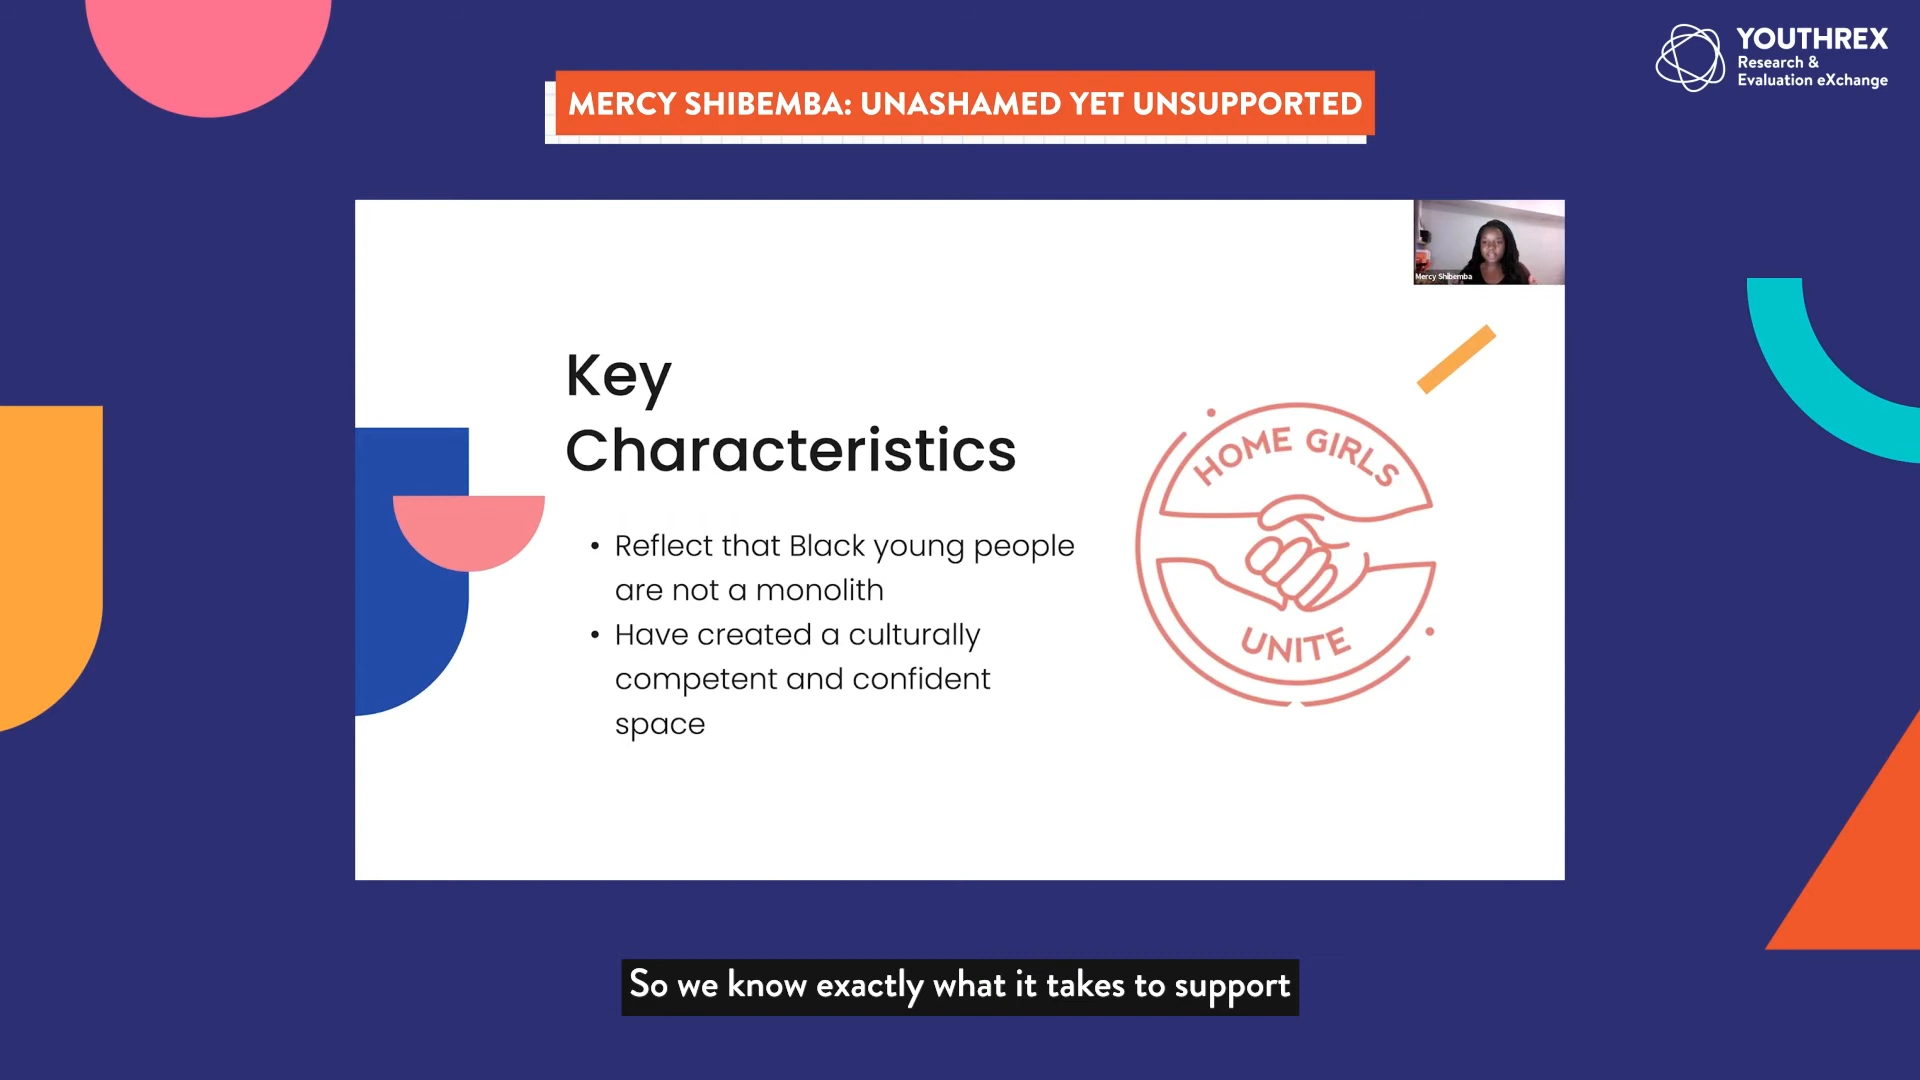 YOUTHREX
Research &
Evaluation eXchange
MERCY SHIBEMBA: UNASHAMED YET UNSUPPORTED
Mercy Shibemba
Key
Characteristics
• Reflect that Black young people
are not a monolith
• Have created a culturally
competent and confident
space
HOME GIRLS
UNITE
So we know exactly what it takes to support